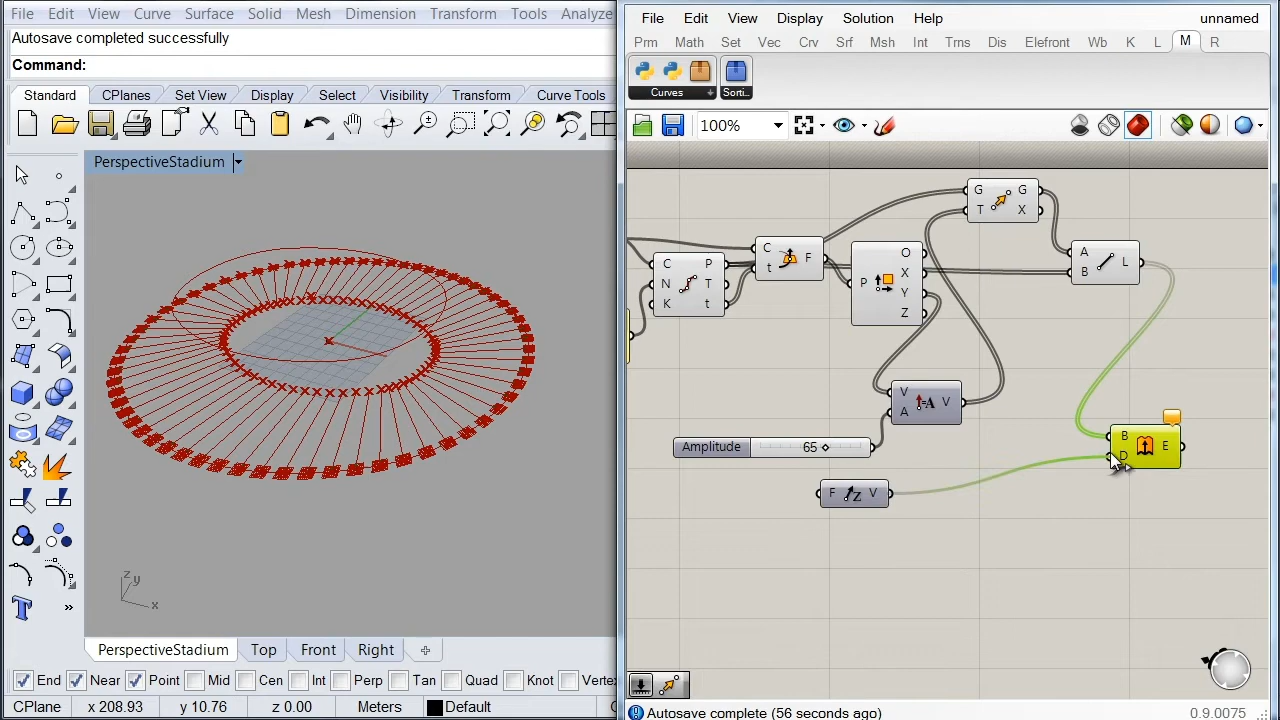 File Edit View Curve Surface Solid Mesh Dimension Transform Tools Analyze
Autosave completed successfully
Command:
Standard CPlanes Set View Display Select Visibility Transform Curve Tools
PerspectiveStadium
z y
x
PerspectiveStadium Top Front Right
End Near Point Mid Cen Int Perp Tan Quad Knot Vertex
CPlane x 208.93 y 10.76 z 0.00 Meters Default
File Edit View Display Solution Help unnamed
Prm Math Set Vec Crv Srf Msh Int Trns Dis Elefront Wb K L M R
Curves Sorti..
100%
G G
T X
C F
t
C P
N T
K t
O
P X
Y
Z
A L
B
V V
A
Amplitude 65
F V
B E
D
Autosave complete (56 seconds ago) 0.9.0075